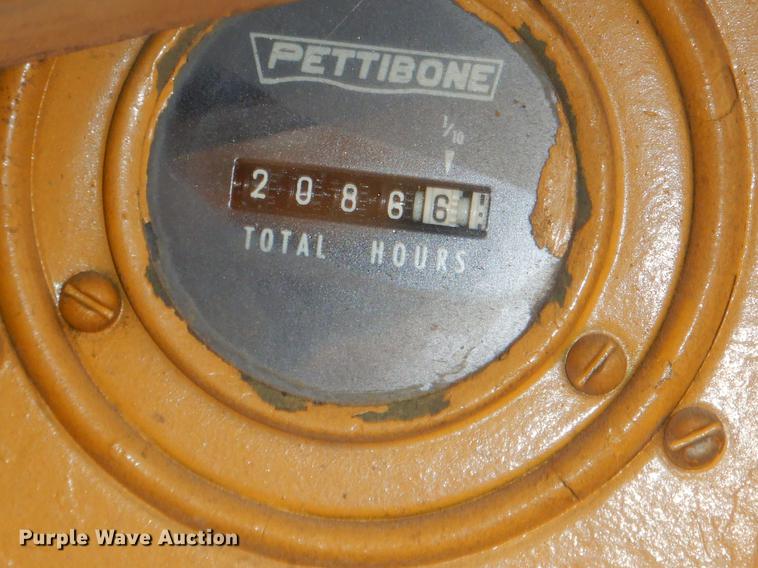 PETTIBONE
1/10
2 0 8 6 6
TOTAL HOURS
Purple Wave Auction